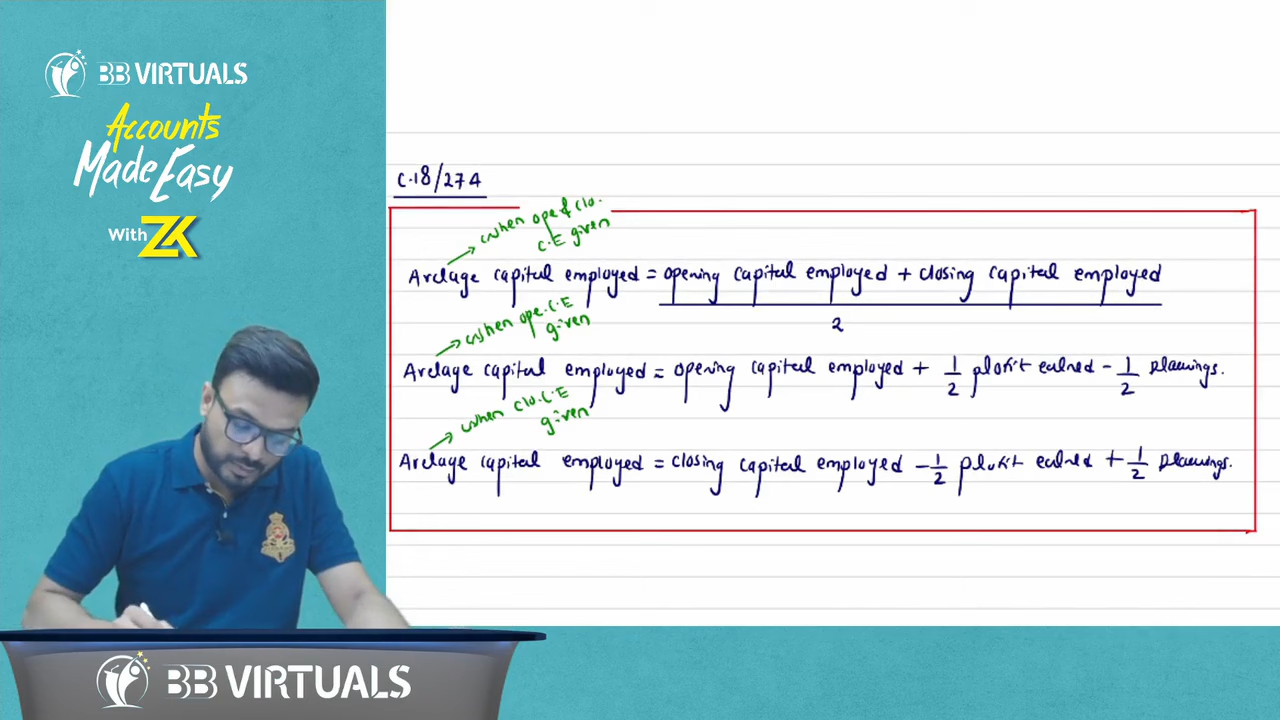 BB VIRTUALS
Accounts
Made Easy
With ZK
C.18/274
when ope & clo.
C.E given
Average capital employed = opening capital employed + closing capital employed
2
when ope. C.E
given
Average capital employed = opening capital employed + 1/2 profit earned - 1/2 drawings.
when clo. C.E
given
Average capital employed = closing capital employed - 1/2 profit earned + 1/2 drawings.
BB VIRTUALS